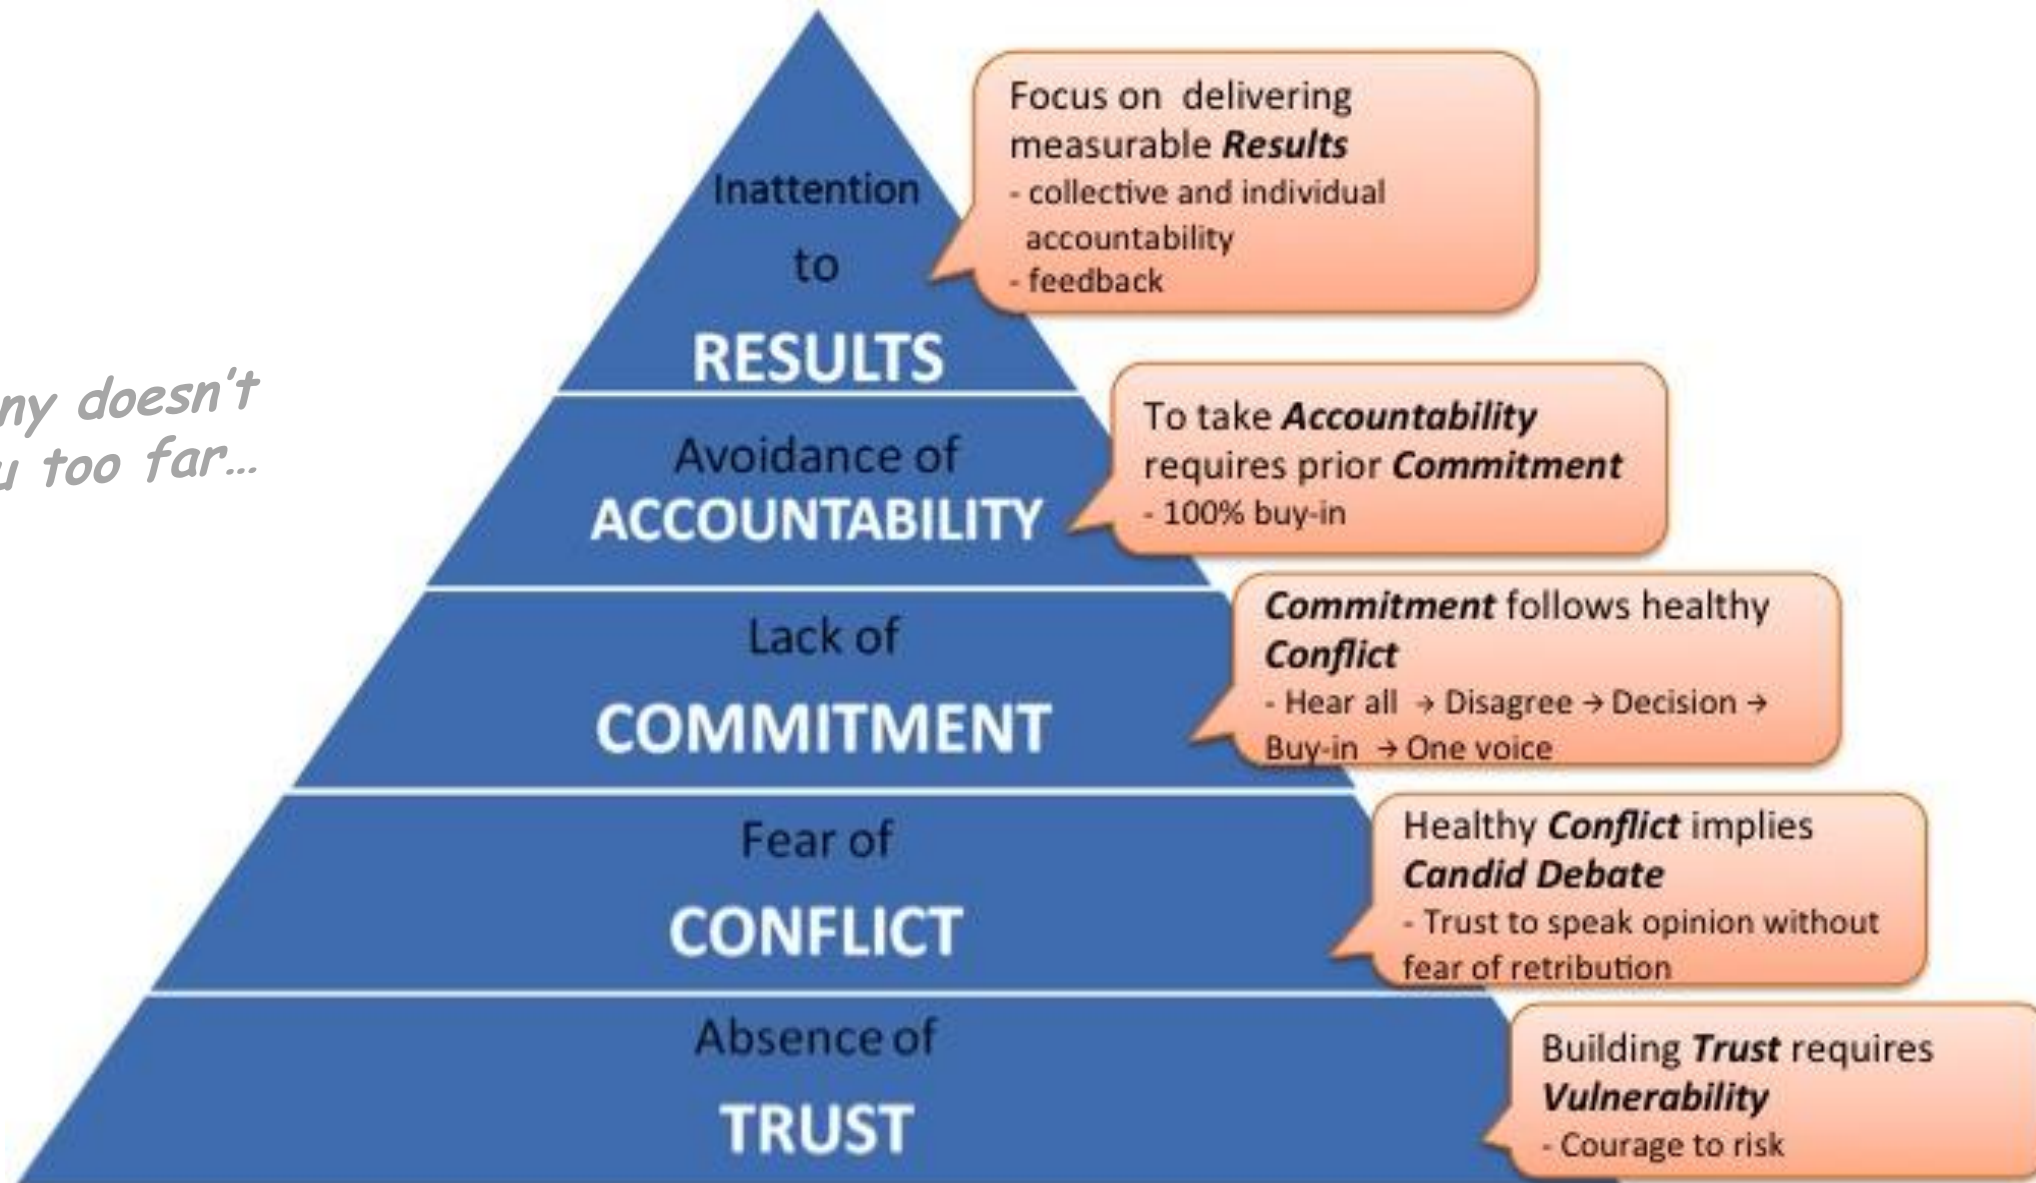 Focus on delivering
measurable Results
- collective and individual
accountability
- feedback
Inattention
to
RESULTS
doesn't
too far...
To take Accountability
requires prior Commitment
- 100% buy-in
Avoidance of
ACCOUNTABILITY
Commitment follows healthy
Conflict
- Hear all → Disagree → Decision →
Buy-in → One voice
Lack of
COMMITMENT
Healthy Conflict implies
Candid Debate
- Trust to speak opinion without
fear of retribution
Fear of
CONFLICT
Building Trust requires
Vulnerability
- Courage to risk
Absence of
TRUST